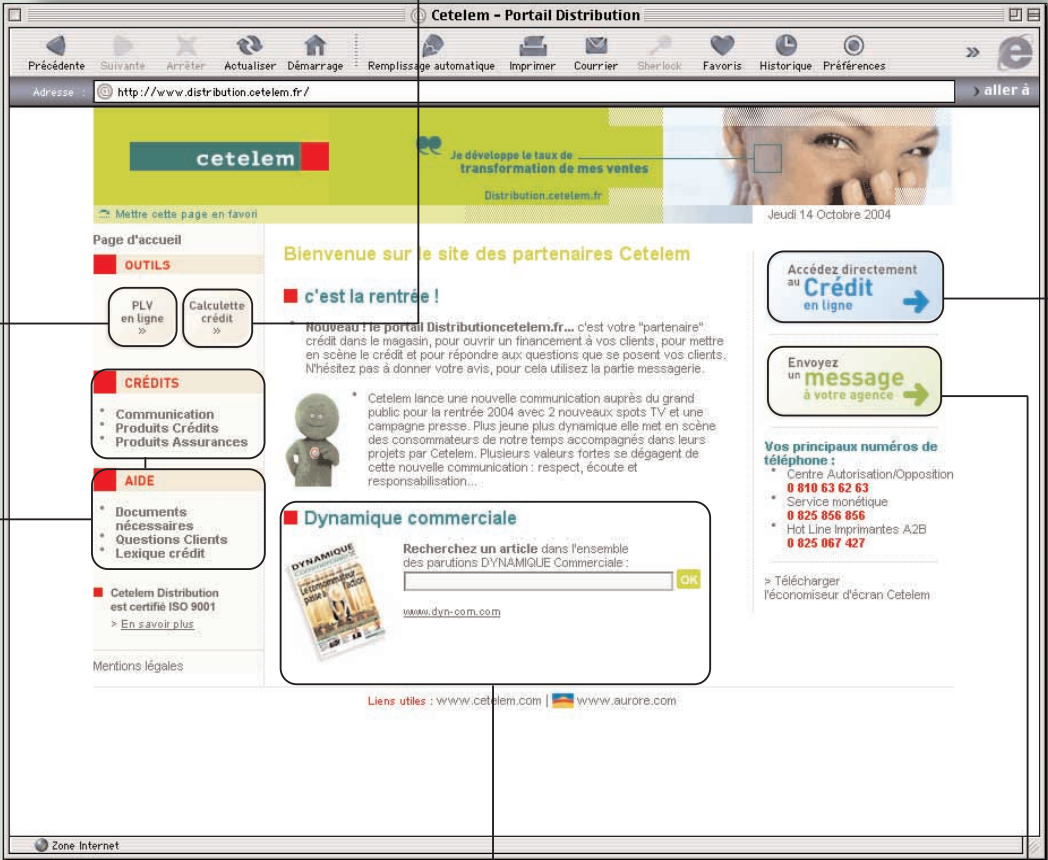 Cetelem - Portail Distribution
Précédente Suivante Arrêter Actualiser Démarrage Remplissage automatique Imprimer Courrier Sherlock Favoris Historique Préférences »
Adresse : http://www.distribution.cetelem.fr/ › aller à
cetelem
Je développe le taux de
transformation de mes ventes
Distribution.cetelem.fr
Mettre cette page en favori
Jeudi 14 Octobre 2004
Page d'accueil
OUTILS
PLV
en ligne
»
Calculette
crédit
»
CRÉDITS
Communication
Produits Crédits
Produits Assurances
AIDE
Documents
nécessaires
Questions Clients
Lexique crédit
Cetelem Distribution
est certifié ISO 9001
> En savoir plus
Mentions légales
Bienvenue sur le site des partenaires Cetelem
c'est la rentrée !
Nouveau ! le portail Distributioncetelem.fr... c'est votre "partenaire"
crédit dans le magasin, pour ouvrir un financement à vos clients, pour mettre
en scène le crédit et pour répondre aux questions que se posent vos clients.
N'hésitez pas à donner votre avis, pour cela utilisez la partie messagerie.
Cetelem lance une nouvelle communication auprès du grand
public pour la rentrée 2004 avec 2 nouveaux spots TV et une
campagne presse. Plus jeune plus dynamique elle met en scène
des consommateurs de notre temps accompagnés dans leurs
projets par Cetelem. Plusieurs valeurs fortes se dégagent de
cette nouvelle communication : respect, écoute et
responsabilisation...
Dynamique commerciale
DYNAMIQUE
Le consommateur
passe à l'action
Recherchez un article dans l'ensemble
des parutions DYNAMIQUE Commerciale :
OK
www.dyn-com.com
Accédez directement
au Crédit
en ligne
Envoyez
un message
à votre agence
Vos principaux numéros de
téléphone :
Centre Autorisation/Opposition
0 810 63 62 63
Service monétique
0 825 856 856
Hot Line Imprimantes A2B
0 825 067 427
> Télécharger
l'économiseur d'écran Cetelem
Liens utiles : www.cetelem.com | www.aurore.com
Zone Internet